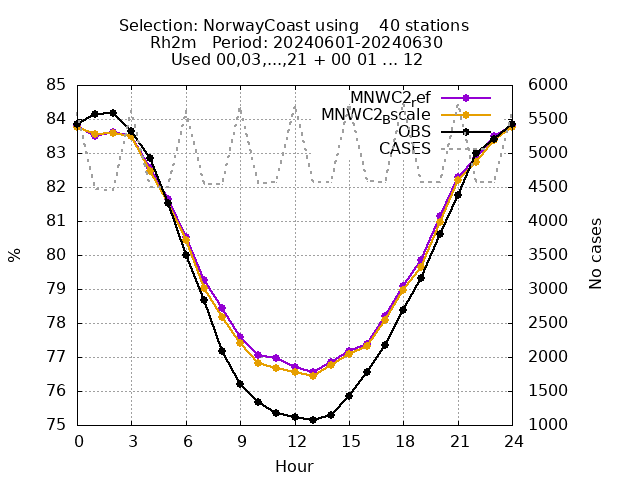 Selection: NorwayCoast using    40 stations
Rh2m   Period: 20240601-20240630
Used 00,03,...,21 + 00 01 ... 12
MNWC2ref
MNWC2Bscale
OBS
CASES
%
85
84
83
82
81
80
79
78
77
76
75
6000
5500
5000
4500
4000
3500
3000
2500
2000
1500
1000
No cases
0 3 6 9 12 15 18 21 24
Hour